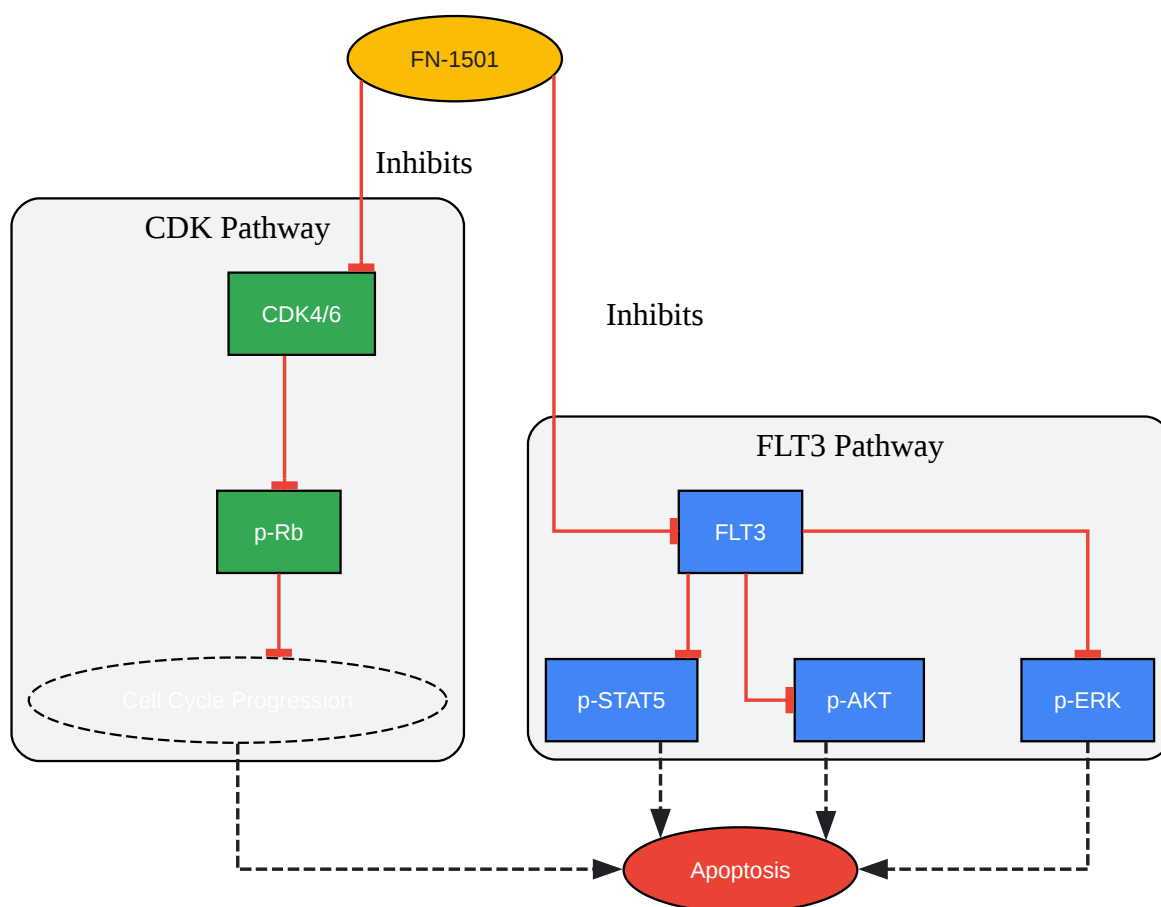 FN-1501
Inhibits
CDK Pathway
CDK4/6
Inhibits
FLT3 Pathway
p-Rb
FLT3
Cell Cycle Progression
p-STAT5
p-AKT
p-ERK
Apoptosis